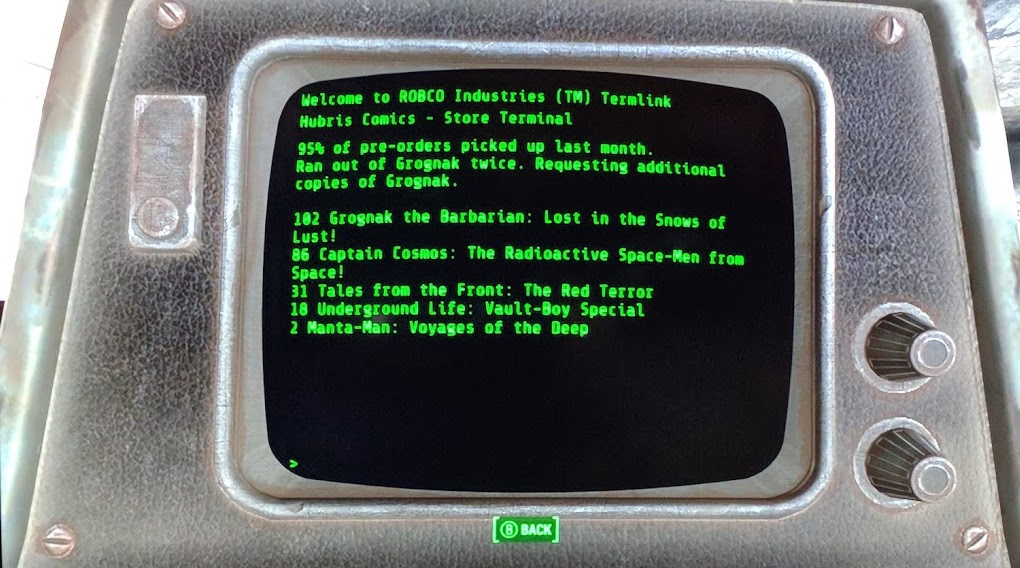 Welcome to ROBCO Industries (TM) Termlink
Hubris Comics - Store Terminal
95% of pre-orders picked up last month.
Ran out of Grognak twice. Requesting additional
copies of Grognak.
102 Grognak the Barbarian: Lost in the Snows of
Lust!
86 Captain Cosmos: The Radioactive Space-Men from
Space!
31 Tales from the Front: The Red Terror
18 Underground Life: Vault-Boy Special
2 Manta-Man: Voyages of the Deep
>
B BACK